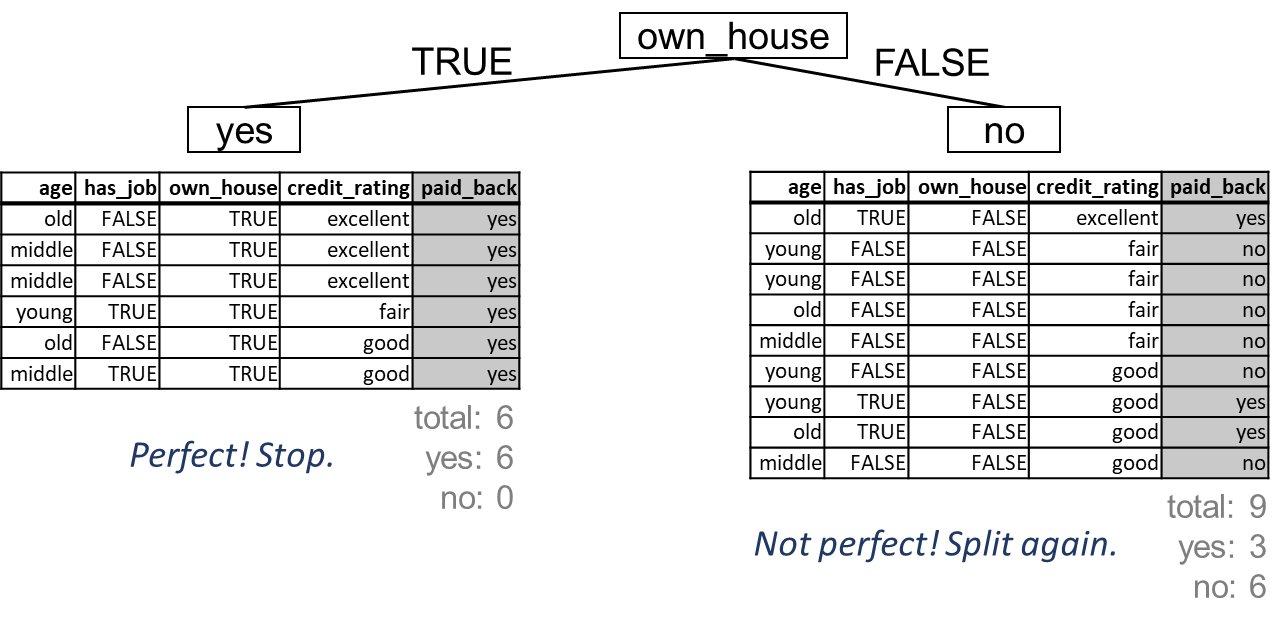 own_house
TRUE
FALSE
yes
no
age has_job own_house credit_rating paid_back
old FALSE TRUE excellent yes
middle FALSE TRUE excellent yes
middle FALSE TRUE excellent yes
young TRUE TRUE fair yes
old FALSE TRUE good yes
middle TRUE TRUE good yes
total: 6
yes: 6
no: 0
Perfect! Stop.
age has_job own_house credit_rating paid_back
old TRUE FALSE excellent yes
young FALSE FALSE fair no
young FALSE FALSE fair no
old FALSE FALSE fair no
middle FALSE FALSE fair no
young FALSE FALSE good no
young TRUE FALSE good yes
old TRUE FALSE good yes
middle FALSE FALSE good no
total: 9
yes: 3
no: 6
Not perfect! Split again.